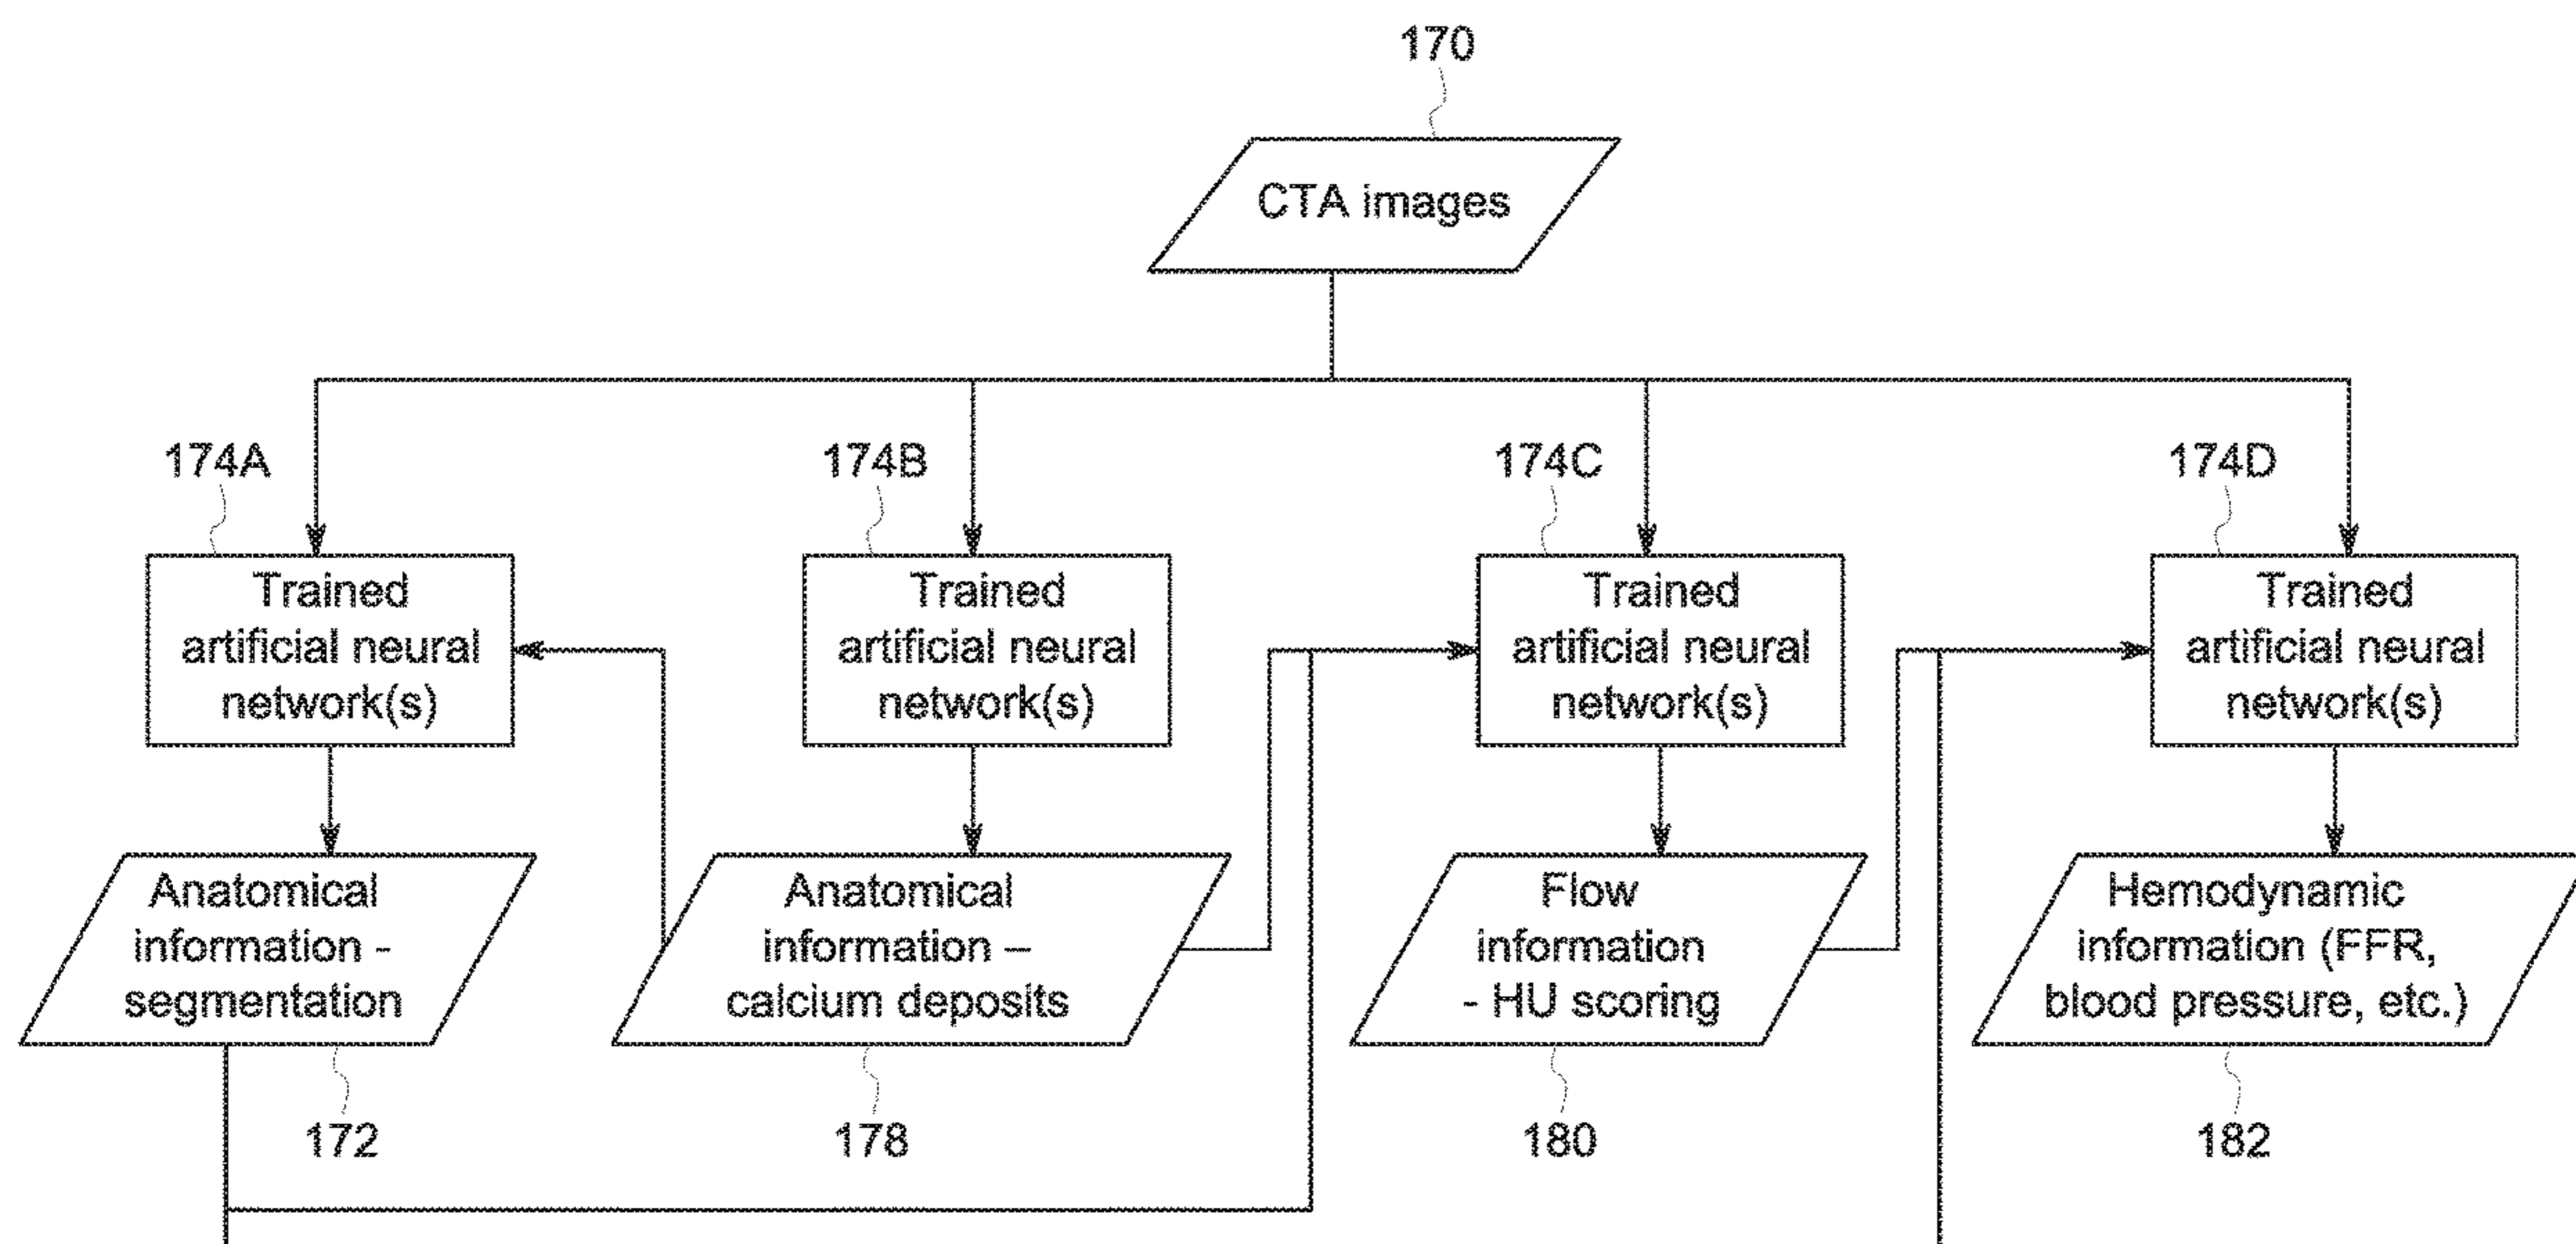 170
CTA images
174A
174B
174C
174D
Trained
artificial neural
network(s)
Trained
artificial neural
network(s)
Trained
artificial neural
network(s)
Trained
artificial neural
network(s)
Anatomical
information -
segmentation
Anatomical
information –
calcium deposits
Flow
information
- HU scoring
Hemodynamic
information (FFR,
blood pressure, etc.)
172
178
180
182